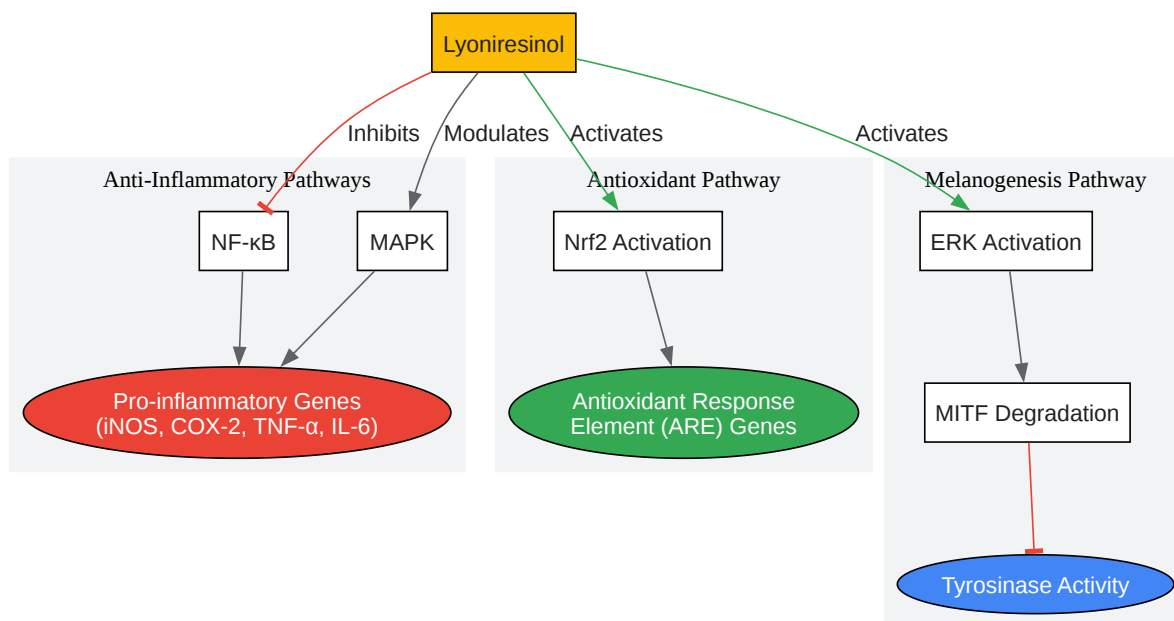 Lyoniresinol
Inhibits
Modulates
Activates
Activates
Anti-Inflammatory Pathways
Antioxidant Pathway
Melanogenesis Pathway
NF-κB
MAPK
Nrf2 Activation
ERK Activation
Pro-inflammatory Genes
(iNOS, COX-2, TNF-α, IL-6)
Antioxidant Response
Element (ARE) Genes
MITF Degradation
Tyrosinase Activity